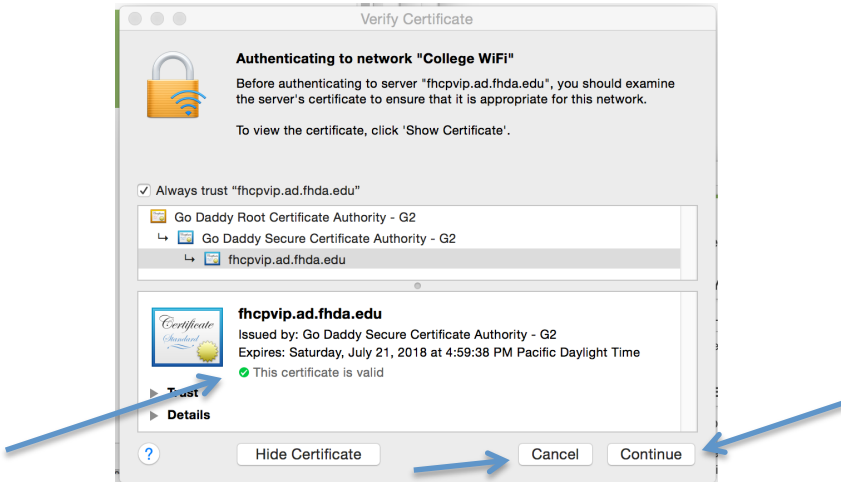 Verify Certificate
Authenticating to network "College WiFi"
Before authenticating to server "fhcpvip.ad.fhda.edu", you should examine
the server's certificate to ensure that it is appropriate for this network.
To view the certificate, click 'Show Certificate'.
Always trust “fhcpvip.ad.fhda.edu”
Go Daddy Root Certificate Authority - G2
Go Daddy Secure Certificate Authority - G2
fhcpvip.ad.fhda.edu
Certificate
Standard
fhcpvip.ad.fhda.edu
Issued by: Go Daddy Secure Certificate Authority - G2
Expires: Saturday, July 21, 2018 at 4:59:38 PM Pacific Daylight Time
This certificate is valid
Trust
Details
?
Hide Certificate
Cancel
Continue